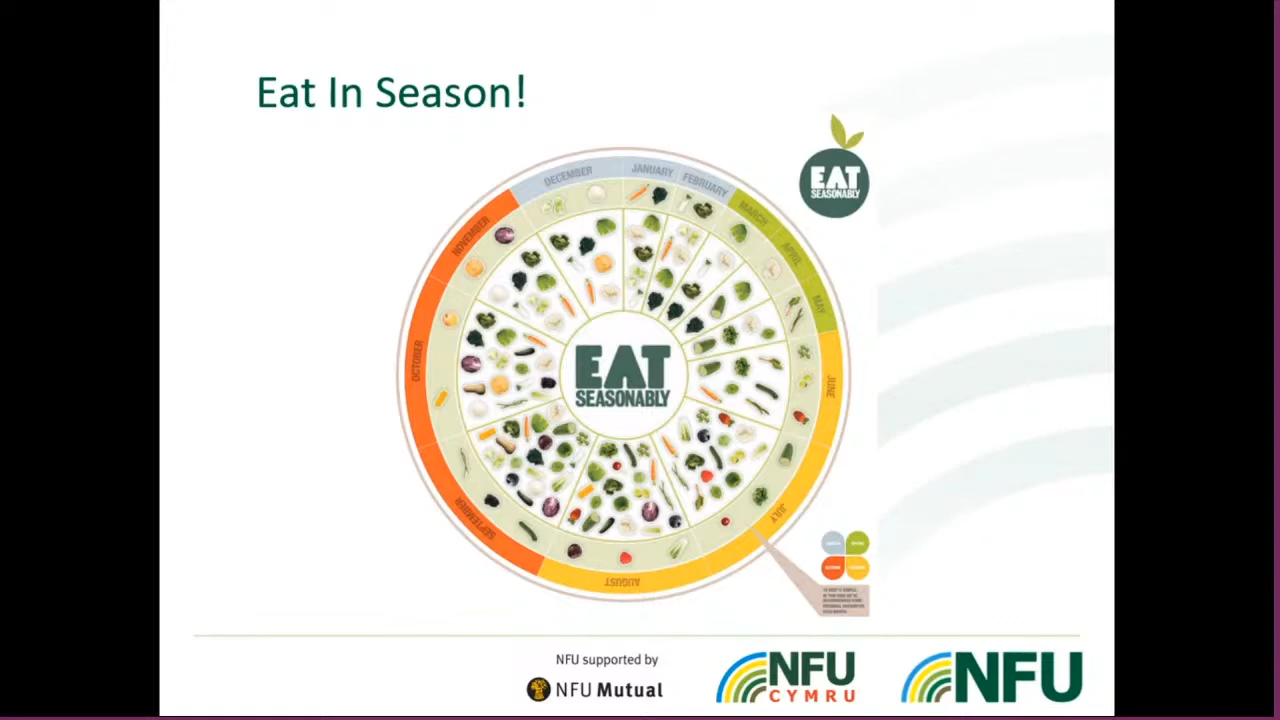 Eat In Season!
EAT
SEASONABLY
JANUARY
FEBRUARY
MARCH
APRIL
MAY
JUNE
JULY
AUGUST
SEPTEMBER
OCTOBER
NOVEMBER
DECEMBER
EAT
SEASONABLY
NFU supported by
NFU Mutual
NFU
CYMRU
NFU